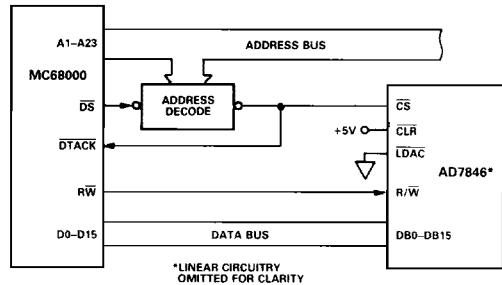 A1–A23
ADDRESS BUS
MC68000
DS
ADDRESS
DECODE
CS
+5V
CLR
DTACK
LDAC
AD7846*
RW
R/W
D0–D15
DATA BUS
DB0–DB15
*LINEAR CIRCUITRY
OMITTED FOR CLARITY